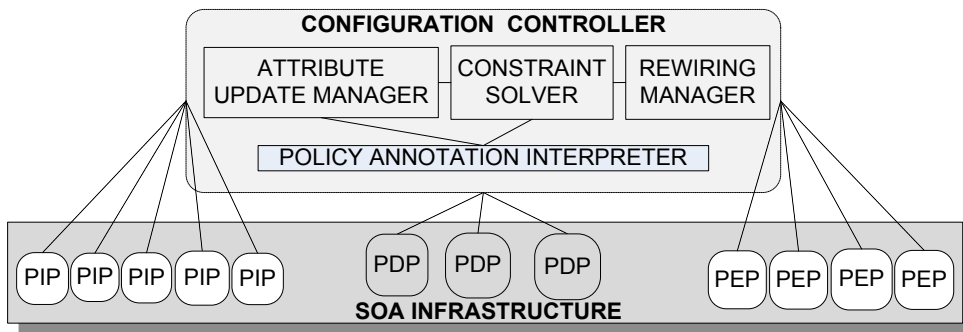 CONFIGURATION CONTROLLER
ATTRIBUTE
UPDATE MANAGER
CONSTRAINT
SOLVER
REWIRING
MANAGER
POLICY ANNOTATION INTERPRETER
PIP PIP PIP PIP PIP
PDP PDP PDP
PEP PEP PEP PEP
SOA INFRASTRUCTURE